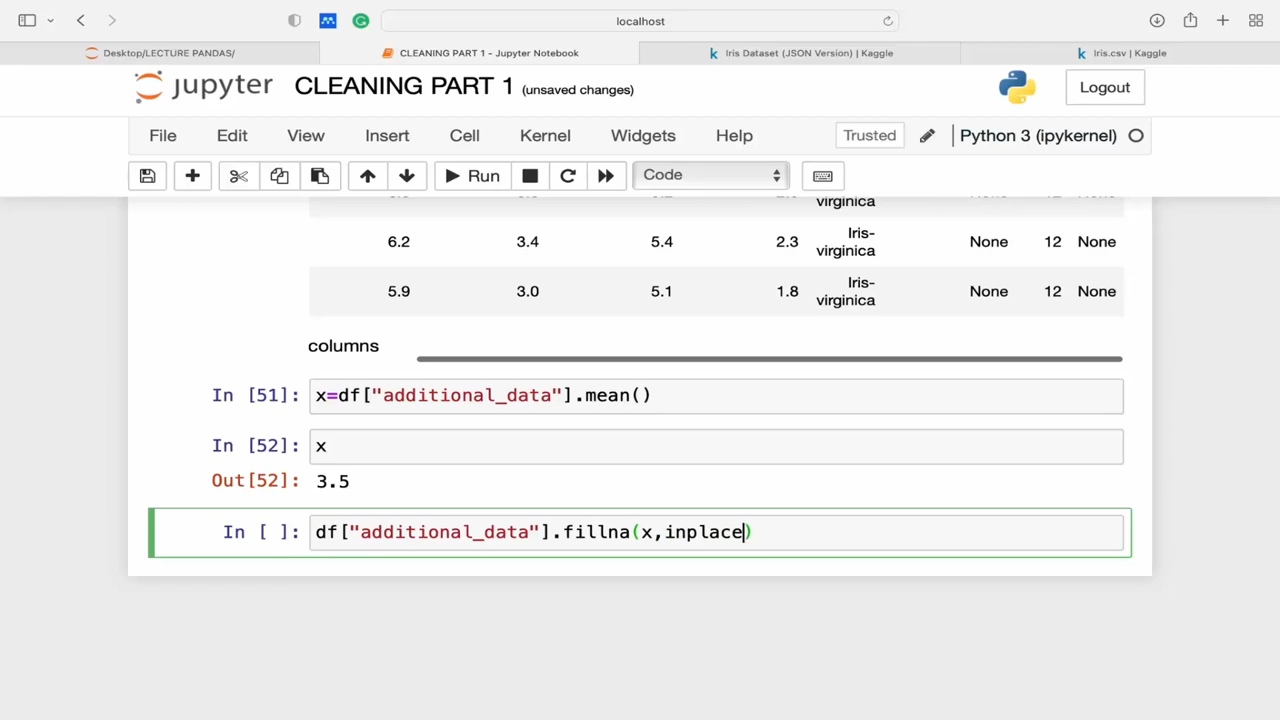 localhost
Desktop/LECTURE PANDAS/
CLEANING PART 1 - Jupyter Notebook
Iris Dataset (JSON Version) | Kaggle
Iris.csv | Kaggle
jupyter CLEANING PART 1 (unsaved changes)
Logout
File Edit View Insert Cell Kernel Widgets Help Trusted Python 3 (ipykernel)
Run Code
virginica
6.2 3.4 5.4 2.3 Iris-virginica None 12 None
5.9 3.0 5.1 1.8 Iris-virginica None 12 None
columns
In [51]: x=df["additional_data"].mean()
In [52]: x
Out[52]: 3.5
In [ ]: df["additional_data"].fillna(x,inplace)